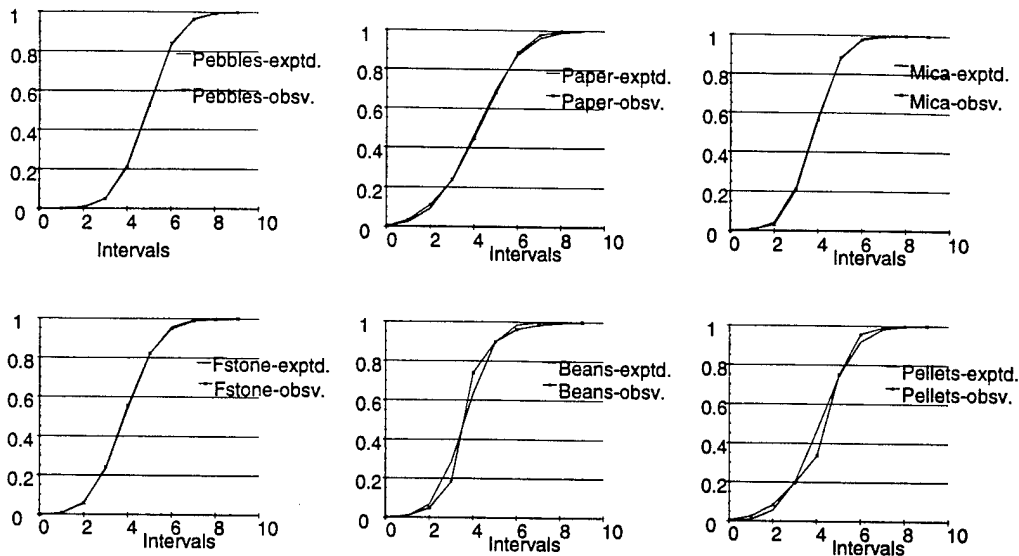 1
0.8
0.6
0.4
0.2
0
Pebbles-exptd.
Pebbles-obsv.
0 2 4 6 8 10
Intervals
1
0.8
0.6
0.4
0.2
0
Paper-exptd.
Paper-obsv.
0 2 4 6 8 10
Intervals
1
0.8
0.6
0.4
0.2
0
Mica-exptd.
Mica-obsv.
0 2 4 6 8 10
Intervals
1
0.8
0.6
0.4
0.2
0
Fstone-exptd.
Fstone-obsv.
0 2 4 6 8 10
Intervals
1
0.8
0.6
0.4
0.2
0
Beans-exptd.
Beans-obsv.
0 2 4 6 8 10
Intervals
1
0.8
0.6
0.4
0.2
0
Pellets-exptd.
Pellets-obsv.
0 2 4 6 8 10
Intervals